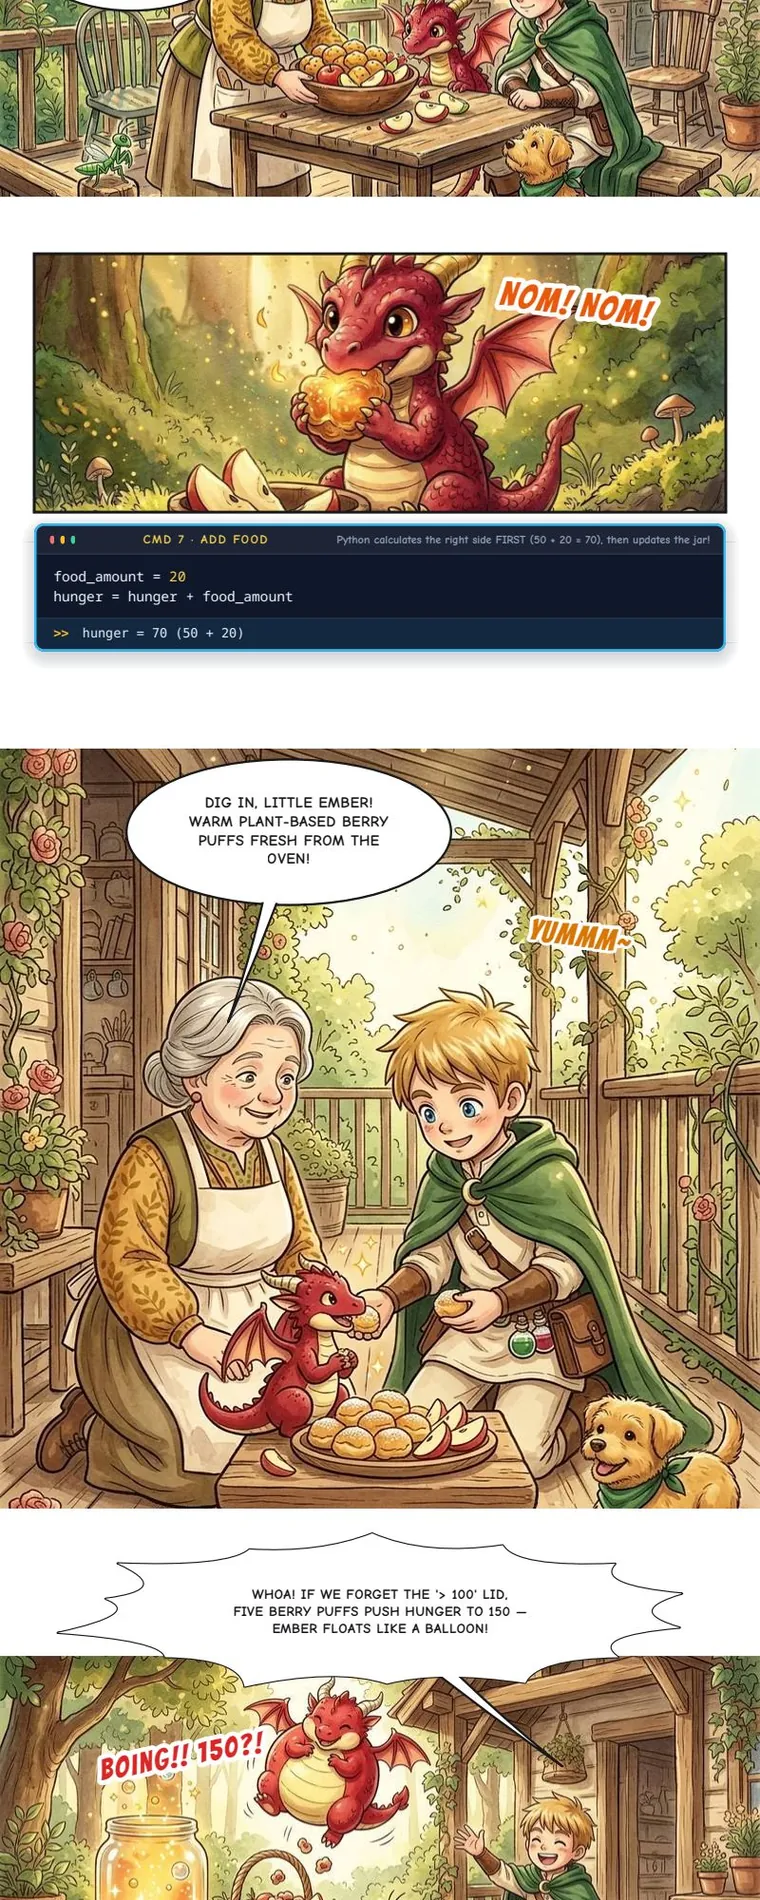 NOM! NOM!
CMD 7 · ADD FOOD
Python calculates the right side FIRST (50 + 20 = 70), then updates the jar!
food_amount = 20
hunger = hunger + food_amount
>> hunger = 70 (50 + 20)
DIG IN, LITTLE EMBER!
WARM PLANT-BASED BERRY
PUFFS FRESH FROM THE
OVEN!
YUMMM~
WHOA! IF WE FORGET THE '> 100' LID,
FIVE BERRY PUFFS PUSH HUNGER TO 150 —
EMBER FLOATS LIKE A BALLOON!
BOING!! 150?!